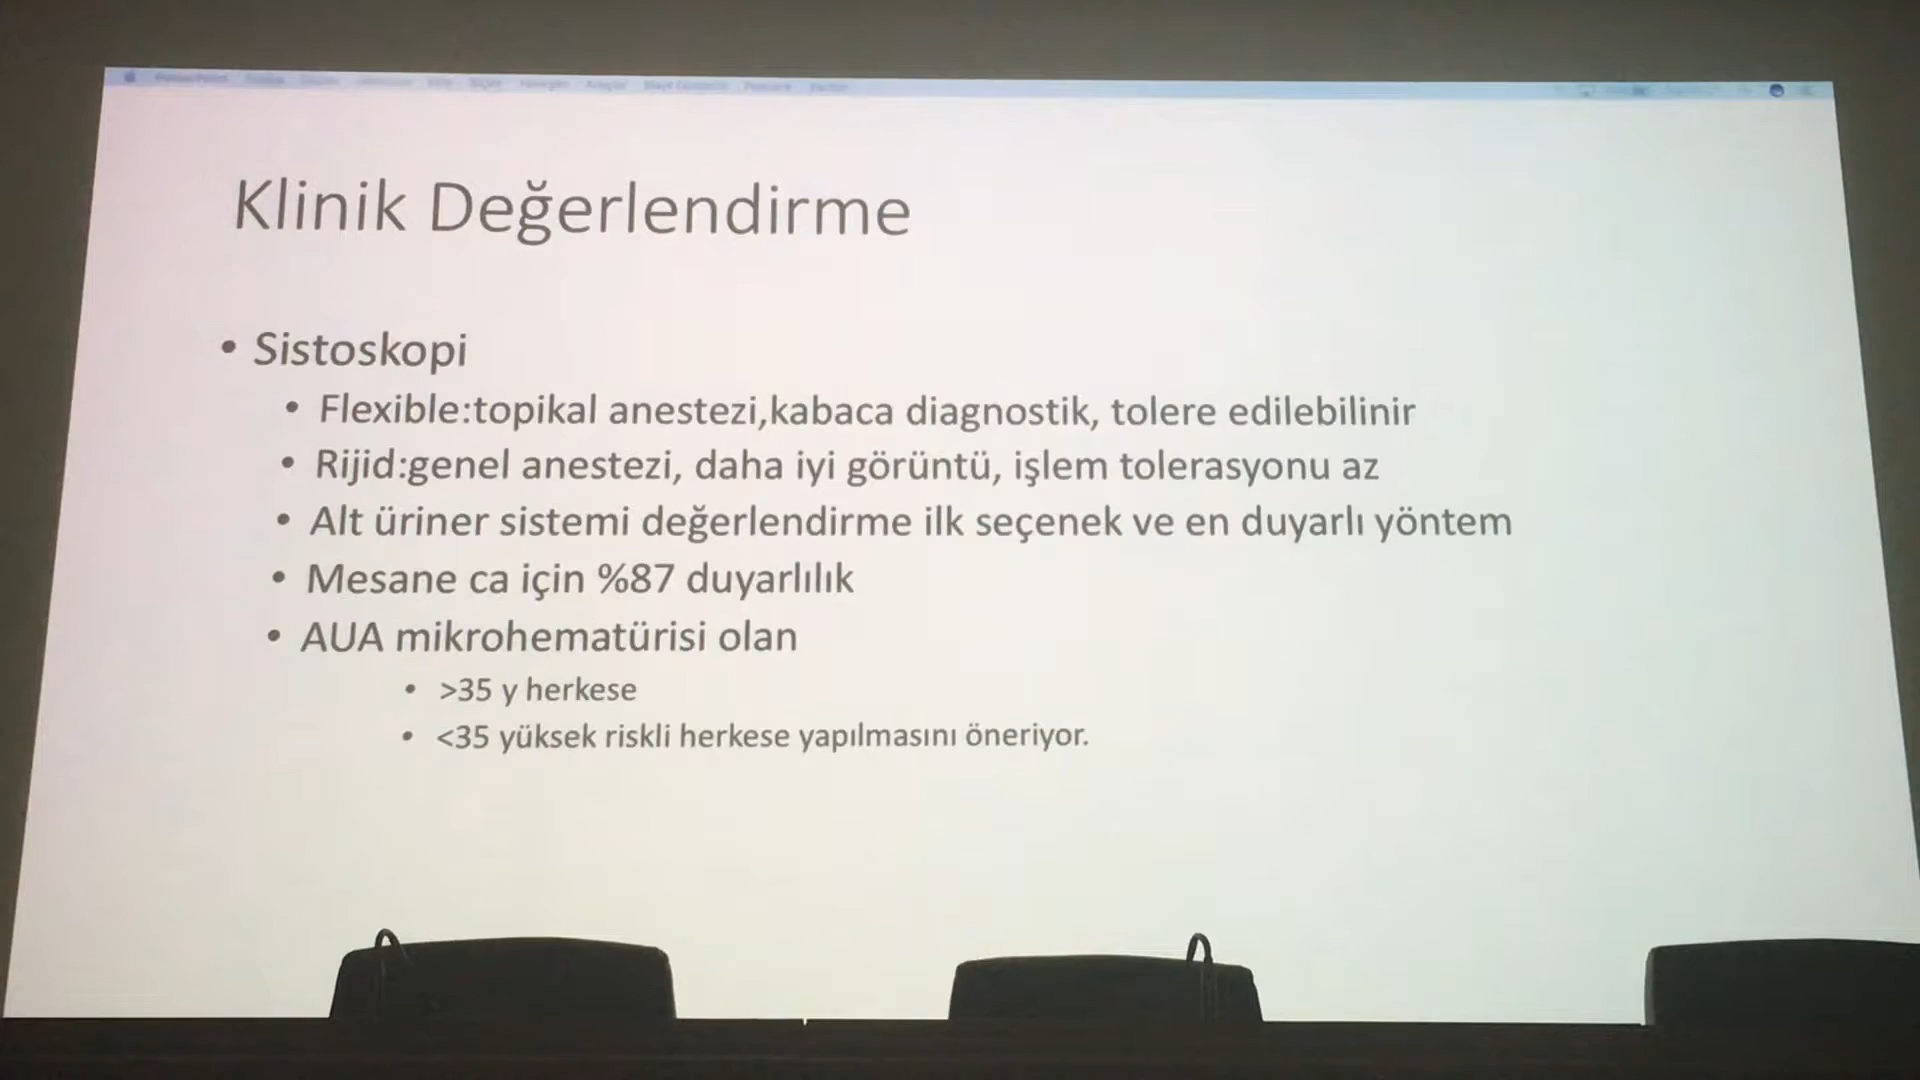 Klinik Değerlendirme
• Sistoskopi
• Flexible:topikal anestezi,kabaca diagnostik, tolere edilebilinir
• Rijid:genel anestezi, daha iyi görüntü, işlem tolerasyonu az
• Alt üriner sistemi değerlendirme ilk seçenek ve en duyarlı yöntem
• Mesane ca için %87 duyarlılık
• AUA mikrohematürisi olan
• >35 y herkese
• <35 yüksek riskli herkese yapılmasını öneriyor.